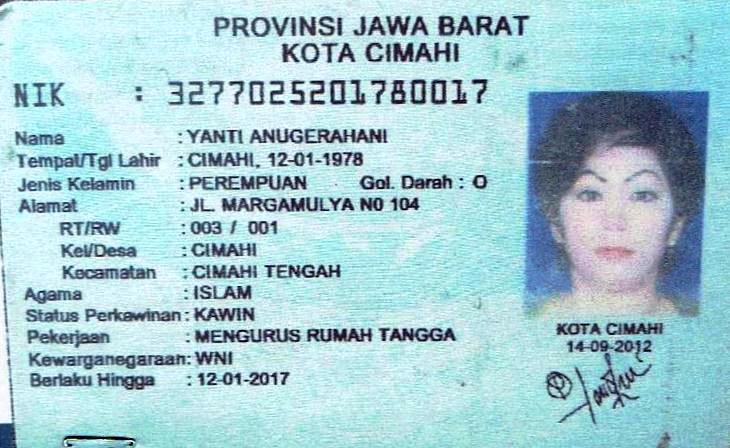 PROVINSI JAWA BARAT
KOTA CIMAHI
NIK : 3277025201780017
Nama : YANTI ANUGERAHANI
Tempat/Tgl Lahir : CIMAHI, 12-01-1978
Jenis Kelamin : PEREMPUAN Gol. Darah : O
Alamat : JL. MARGAMULYA N0 104
RT/RW : 003 / 001
Kel/Desa : CIMAHI
Kecamatan : CIMAHI TENGAH
Agama : ISLAM
Status Perkawinan : KAWIN
Pekerjaan : MENGURUS RUMAH TANGGA
Kewarganegaraan : WNI
Berlaku Hingga : 12-01-2017
KOTA CIMAHI
14-09-2012